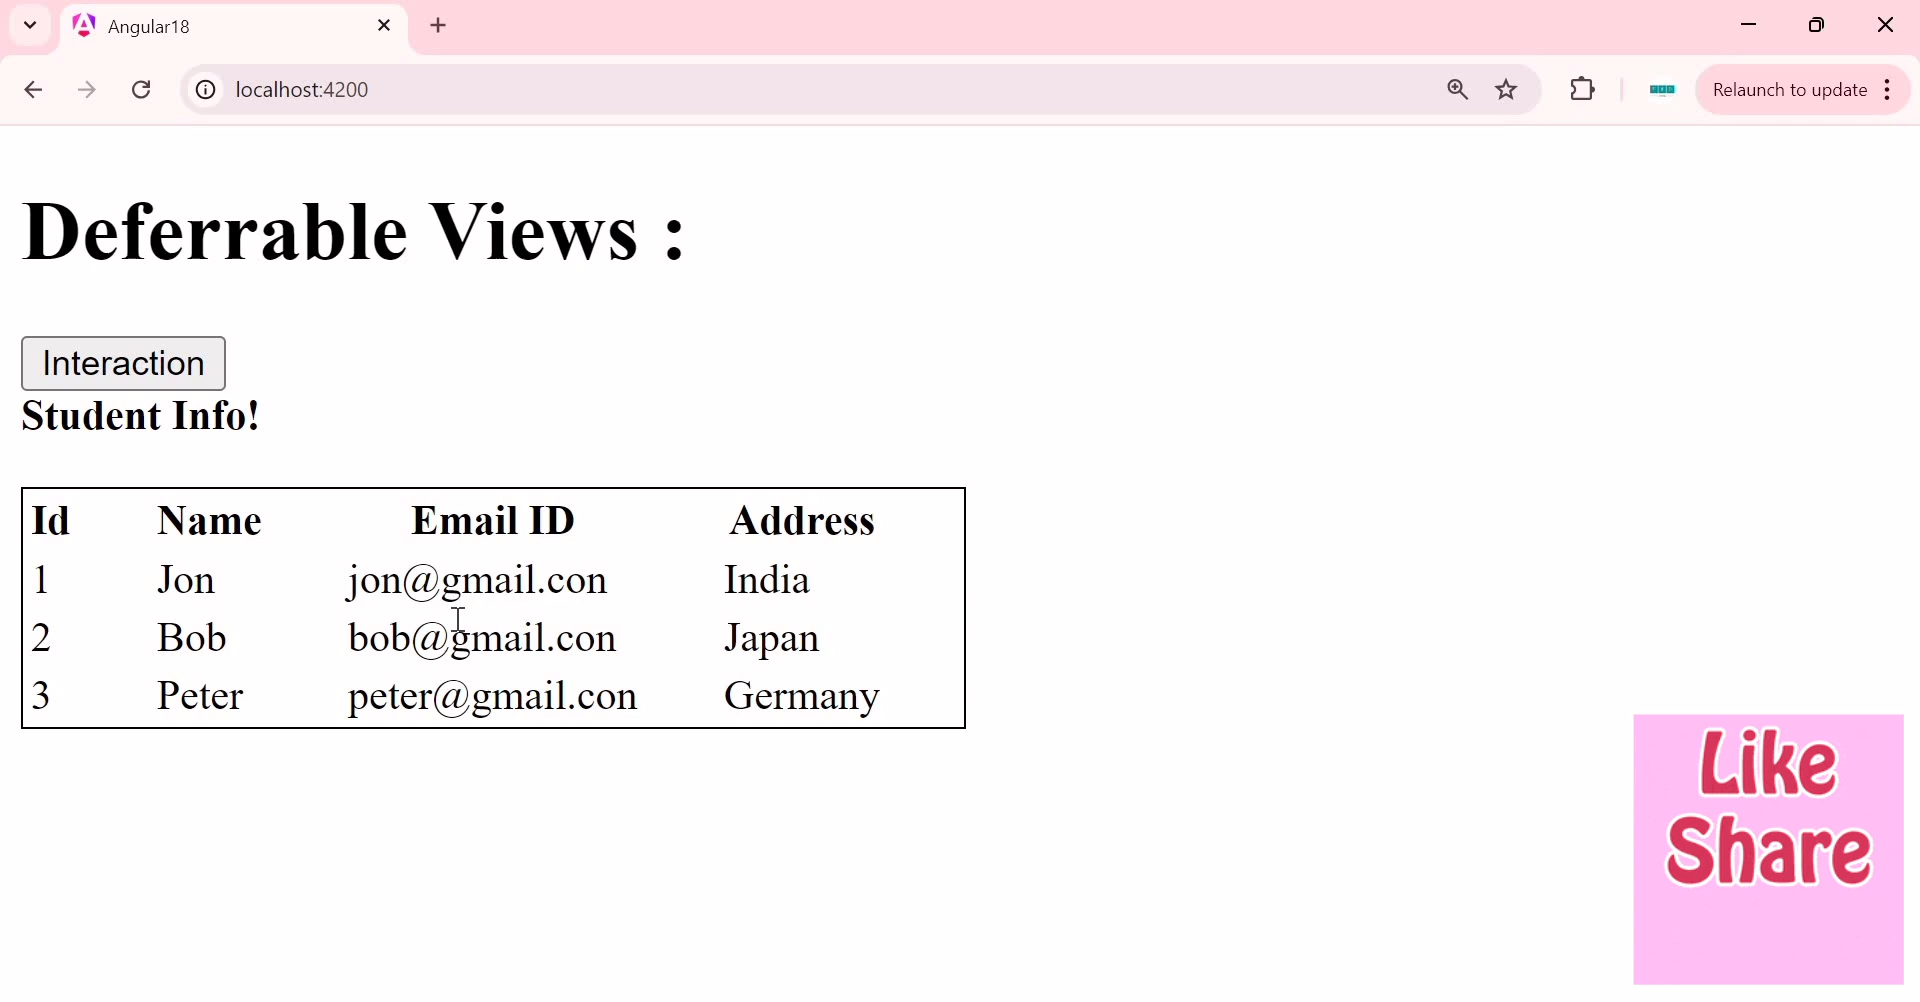 Angular18
localhost:4200
Relaunch to update
Deferrable Views :
Interaction
Student Info!
Id Name Email ID Address
1 Jon jon@gmail.con India
2 Bob bob@gmail.con Japan
3 Peter peter@gmail.con Germany
Like
Share